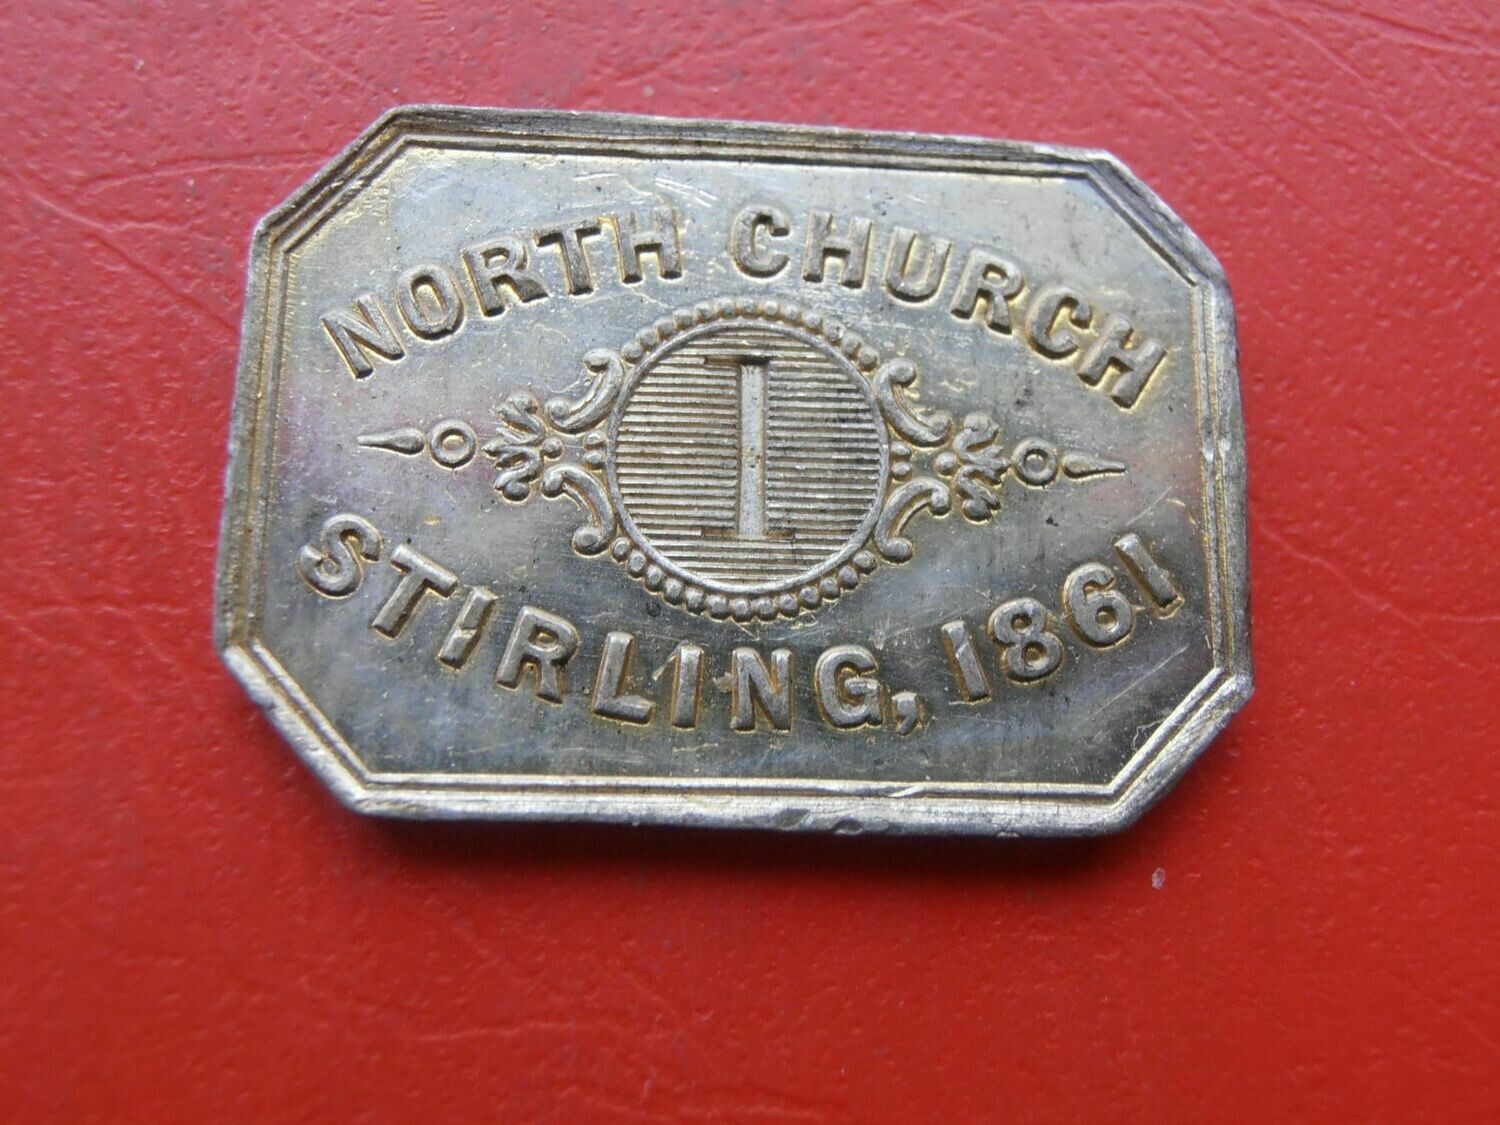 NORTH CHURCH
1
STIRLING, 1861